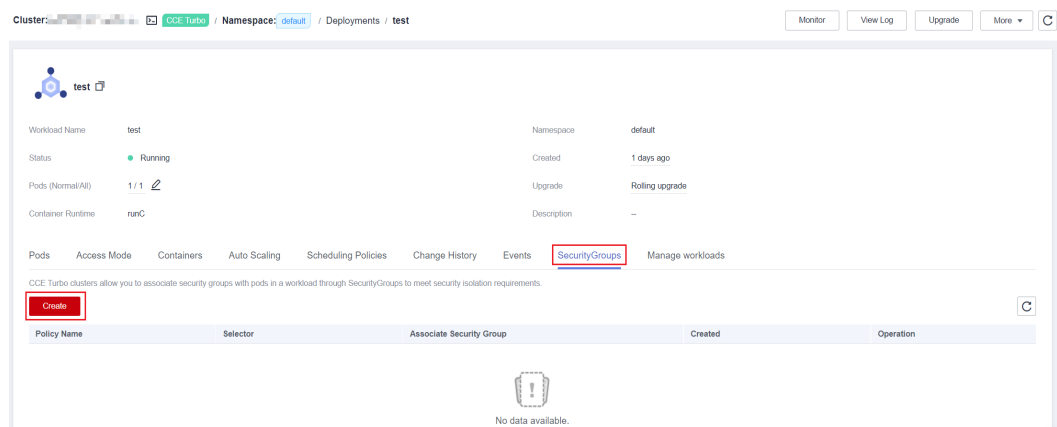 Cluster: CCE Turbo / Namespace: default / Deployments / test Monitor View Log Upgrade More
test
Workload Name test Namespace default
Status Running Created 1 days ago
Pods (Normal/All) 1 / 1 Upgrade Rolling upgrade
Container Runtime runC Description --
Pods Access Mode Containers Auto Scaling Scheduling Policies Change History Events SecurityGroups Manage workloads
CCE Turbo clusters allow you to associate security groups with pods in a workload through SecurityGroups to meet security isolation requirements.
Create
Policy Name Selector Associate Security Group Created Operation
No data available.